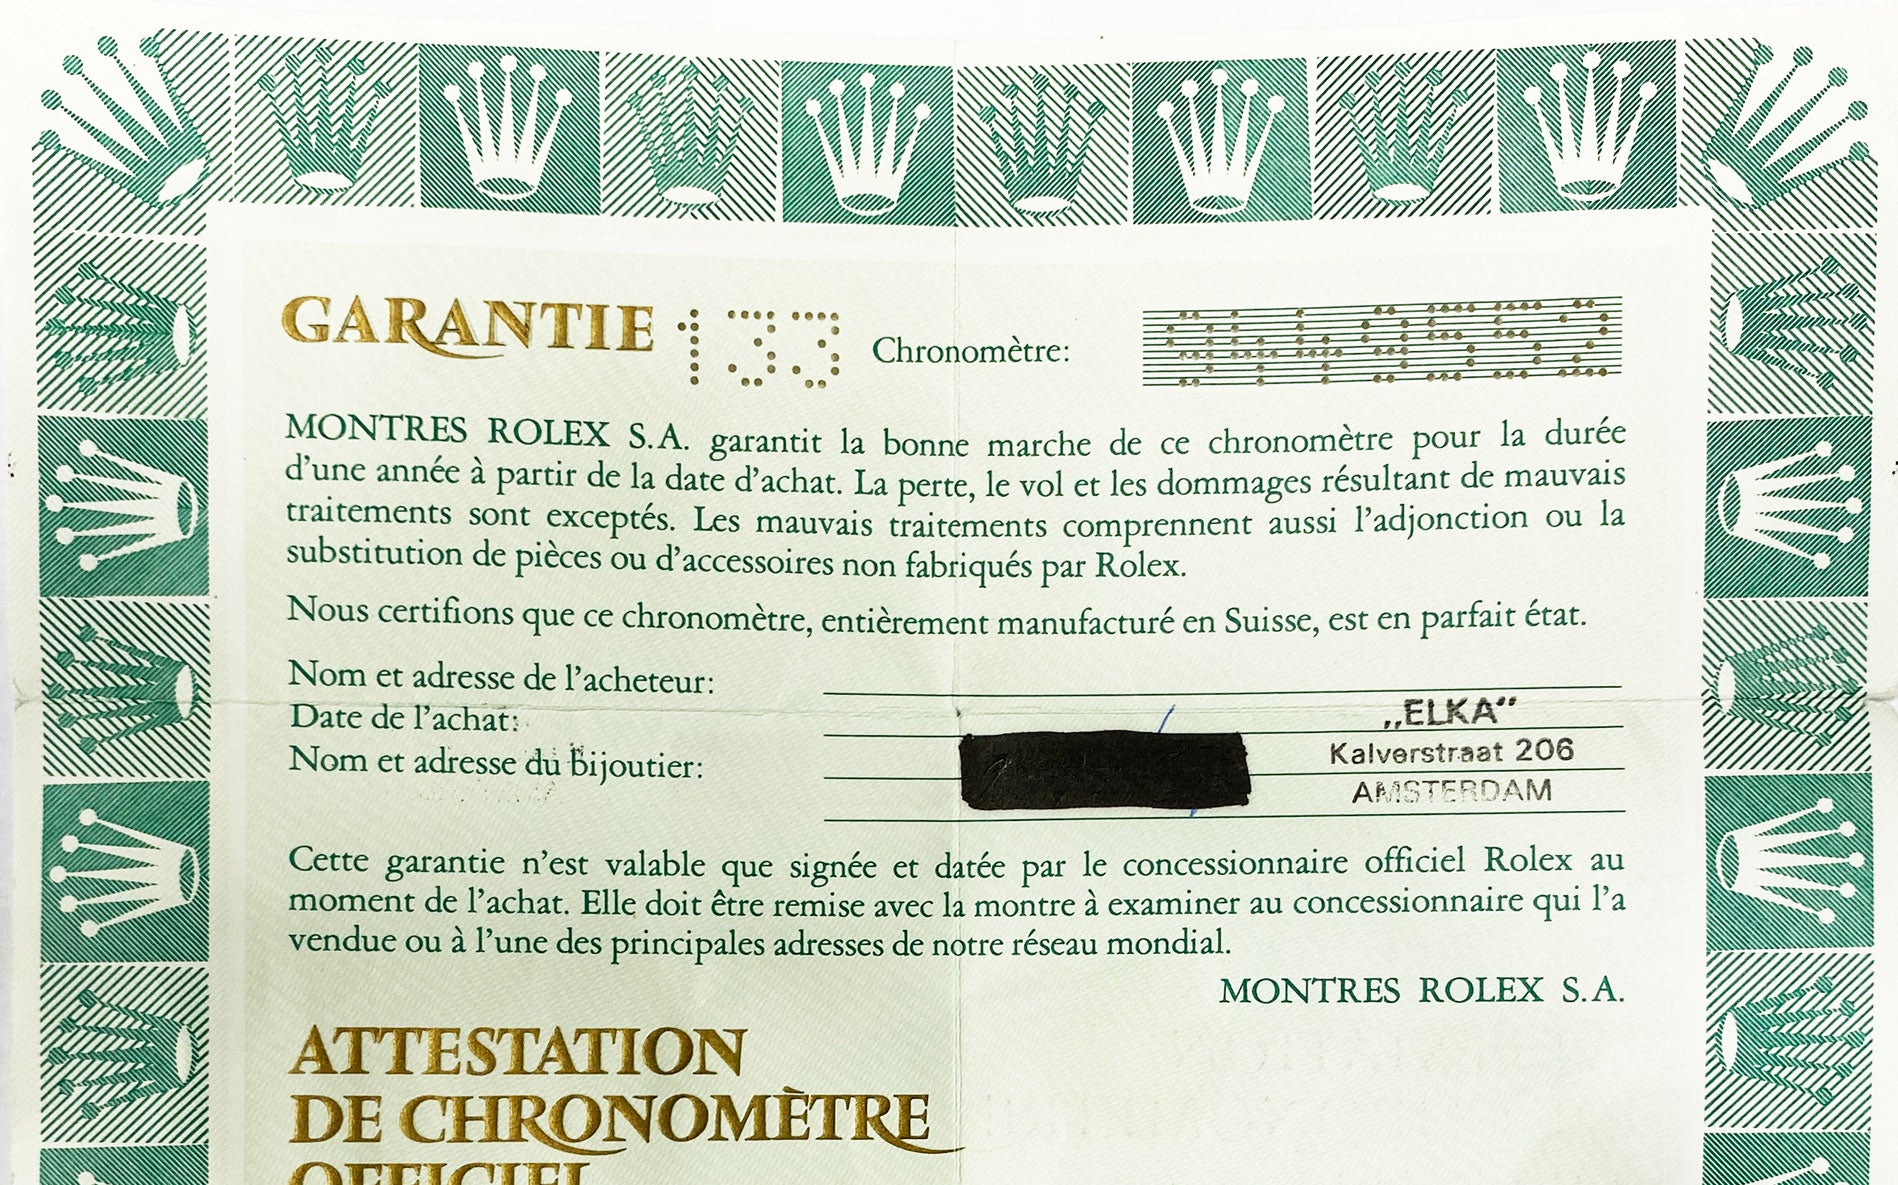 GARANTIE 133 Chronomètre:
MONTRES ROLEX S.A. garantit la bonne marche de ce chronomètre pour la durée
d'une année à partir de la date d'achat. La perte, le vol et les dommages résultant de mauvais
traitements sont exceptés. Les mauvais traitements comprennent aussi l'adjonction ou la
substitution de pièces ou d'accessoires non fabriqués par Rolex.
Nous certifions que ce chronomètre, entièrement manufacturé en Suisse, est en parfait état.
Nom et adresse de l'acheteur:
Date de l'achat:
Nom et adresse du bijoutier:
„ELKA“
Kalverstraat 206
AMSTERDAM
Cette garantie n'est valable que signée et datée par le concessionnaire officiel Rolex au
moment de l'achat. Elle doit être remise avec la montre à examiner au concessionnaire qui l'a
vendue ou à l'une des principales adresses de notre réseau mondial.
MONTRES ROLEX S.A.
ATTESTATION
DE CHRONOMÈTRE
OFFICIEL